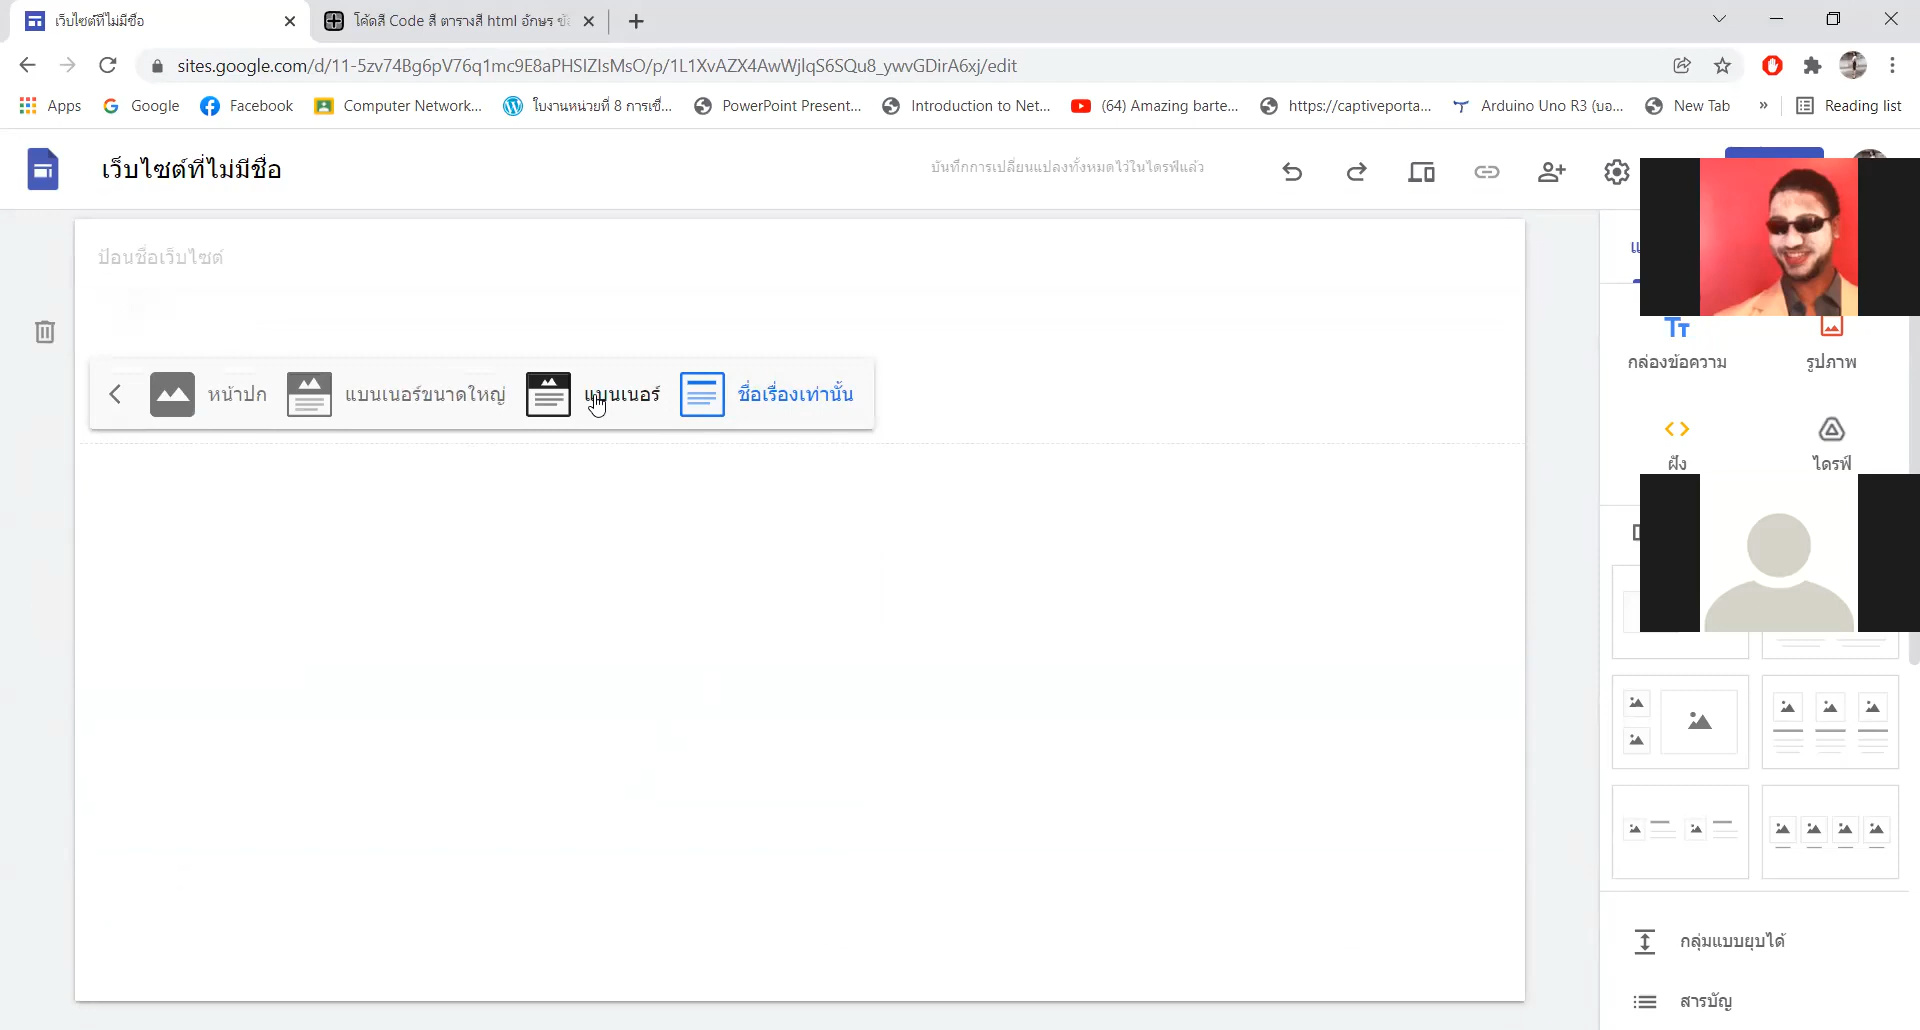 เว็บไซต์ที่ไม่มีชื่อ
โค้ดสี Code สี ตารางสี html อักษร
sites.google.com/d/11-5zv74Bg6pV76q1mc9E8aPHSIZIsMsO/p/1L1XvAZX4AwWjlqS6SQu8_ywvGDirA6xj/edit
Apps Google Facebook Computer Network... ใบงานหน่วยที่ 8 การเชื่... PowerPoint Present... Introduction to Net... (64) Amazing barte... https://captiveporta... Arduino Uno R3 (บอ... New Tab » Reading list
เว็บไซต์ที่ไม่มีชื่อ
บันทึกการเปลี่ยนแปลงทั้งหมดไว้ในไดรฟ์แล้ว
ป้อนชื่อเว็บไซต์
หน้าปก แบนเนอร์ขนาดใหญ่ แบนเนอร์ ชื่อเรื่องเท่านั้น
กล่องข้อความ รูปภาพ
ฝัง ไดรฟ์
กลุ่มแบบยุบได้
สารบัญ